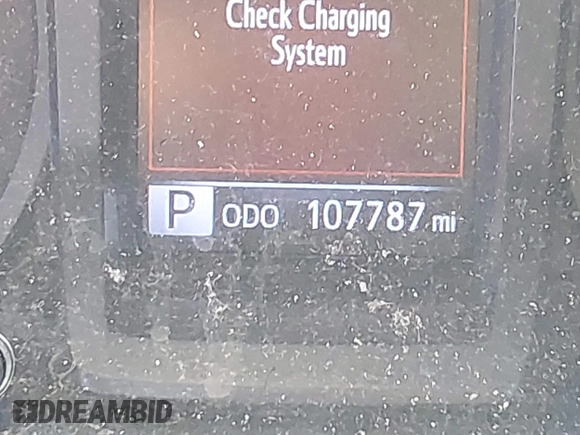 Check Charging
System
P ODO 107787 mi
DREAMBID